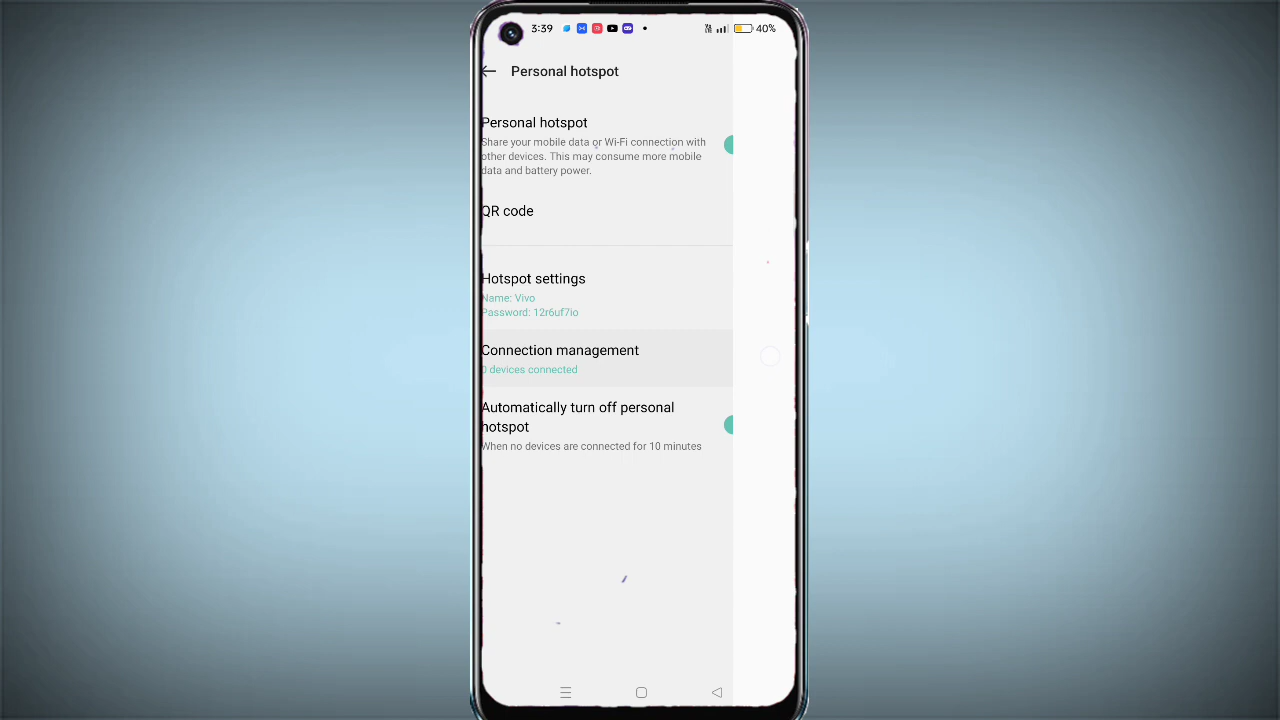 3:39
40%
Personal hotspot
Personal hotspot
Share your mobile data or Wi-Fi connection with
other devices. This may consume more mobile
data and battery power.
QR code
Hotspot settings
Name: Vivo
Password: 12r6uf7io
Connection management
0 devices connected
Automatically turn off personal
hotspot
When no devices are connected for 10 minutes